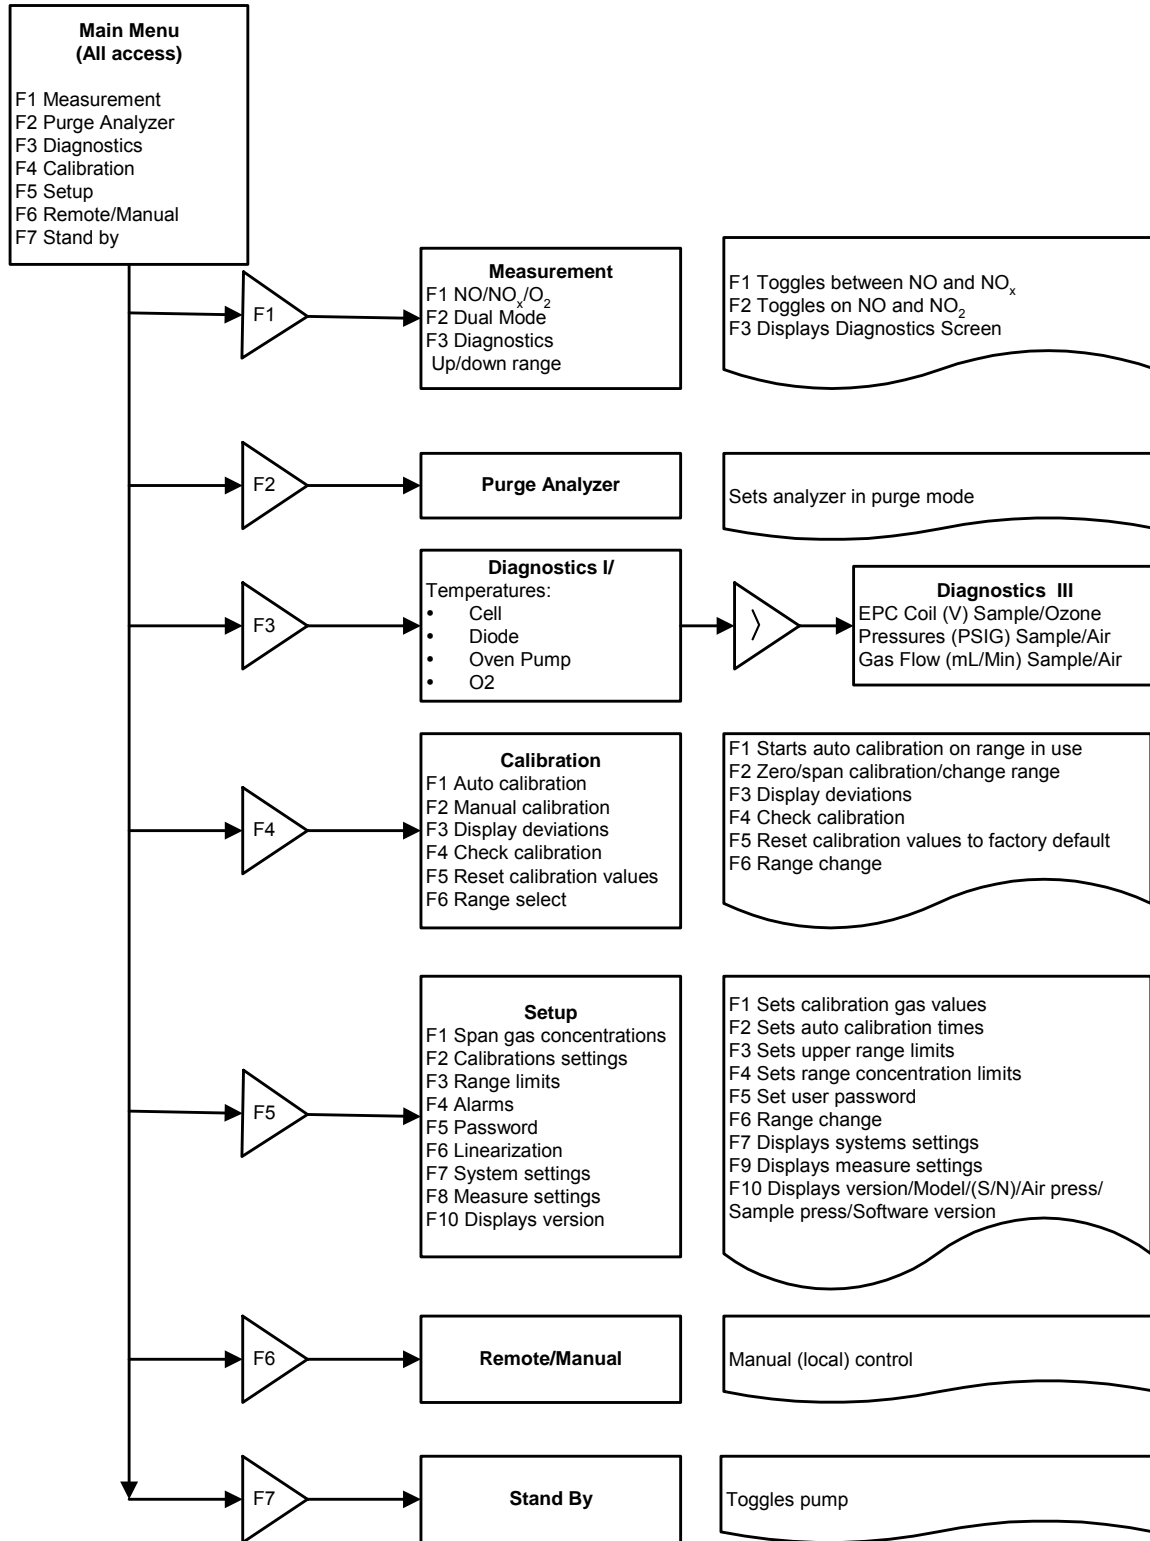 Main Menu
(All access)
F1 Measurement
F2 Purge Analyzer
F3 Diagnostics
F4 Calibration
F5 Setup
F6 Remote/Manual
F7 Stand by
F1
Measurement
F1 NO/NOx/O2
F2 Dual Mode
F3 Diagnostics
Up/down range
F1 Toggles between NO and NOx
F2 Toggles on NO and NO2
F3 Displays Diagnostics Screen
F2
Purge Analyzer
Sets analyzer in purge mode
F3
Diagnostics I/
Temperatures:
• Cell
• Diode
• Oven Pump
• O2
〉
Diagnostics III
EPC Coil (V) Sample/Ozone
Pressures (PSIG) Sample/Air
Gas Flow (mL/Min) Sample/Air
F4
Calibration
F1 Auto calibration
F2 Manual calibration
F3 Display deviations
F4 Check calibration
F5 Reset calibration values
F6 Range select
F1 Starts auto calibration on range in use
F2 Zero/span calibration/change range
F3 Display deviations
F4 Check calibration
F5 Reset calibration values to factory default
F6 Range change
F5
Setup
F1 Span gas concentrations
F2 Calibrations settings
F3 Range limits
F4 Alarms
F5 Password
F6 Linearization
F7 System settings
F8 Measure settings
F10 Displays version
F1 Sets calibration gas values
F2 Sets auto calibration times
F3 Sets upper range limits
F4 Sets range concentration limits
F5 Set user password
F6 Range change
F7 Displays systems settings
F9 Displays measure settings
F10 Displays version/Model/(S/N)/Air press/
Sample press/Software version
F6
Remote/Manual
Manual (local) control
F7
Stand By
Toggles pump